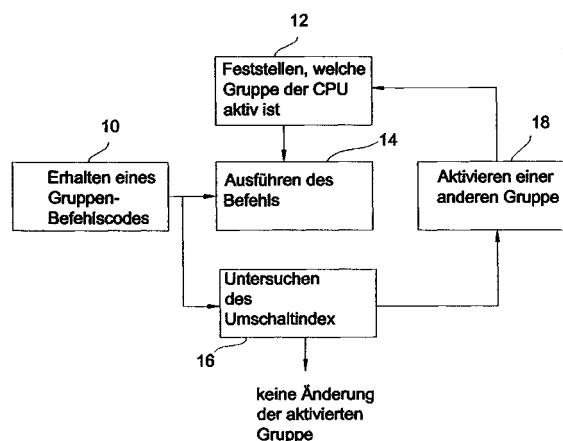 12
Feststellen, welche
Gruppe der CPU
aktiv ist
10
Erhalten eines
Gruppen-
Befehlscodes
14
Ausführen des
Befehls
18
Aktivieren einer
anderen Gruppe
Untersuchen
des
Umschaltindex
16
keine Änderung
der aktivierten
Gruppe